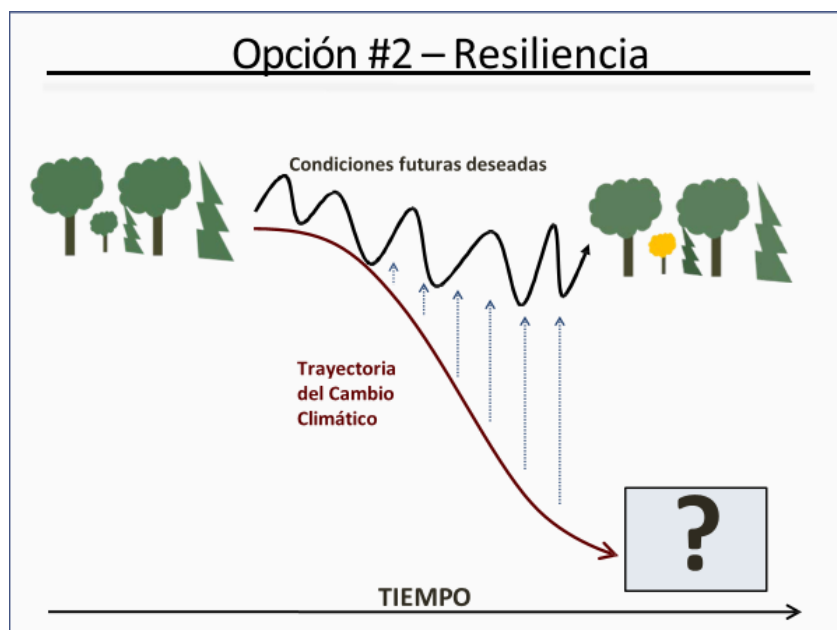 Opción #2 – Resiliencia
Condiciones futuras deseadas
Trayectoria
del Cambio
Climático
?
TIEMPO